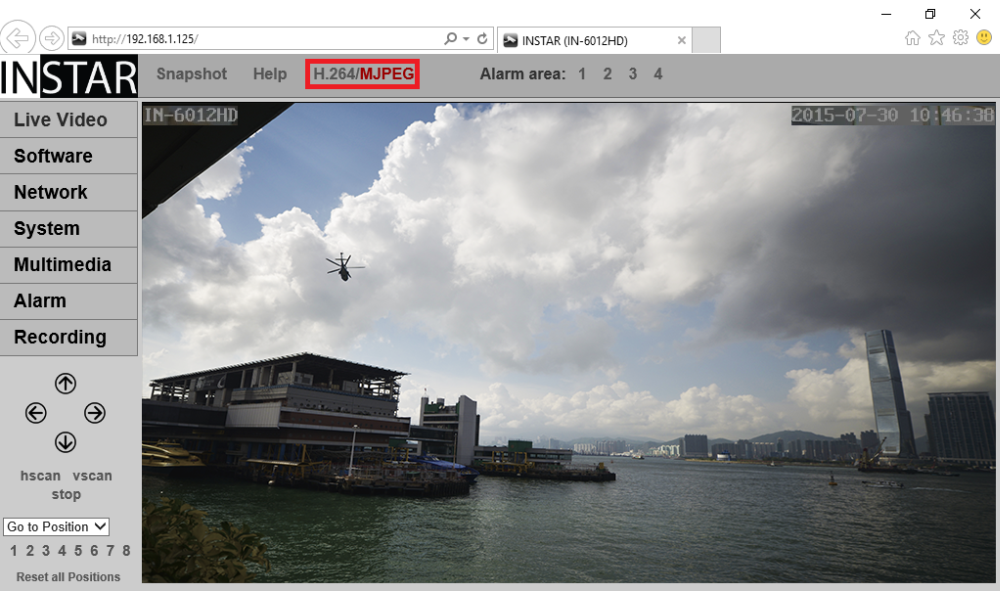 http://192.168.1.125/
INSTAR (IN-6012HD)
INSTAR
Snapshot Help H.264/MJPEG Alarm area: 1 2 3 4
Live Video
Software
Network
System
Multimedia
Alarm
Recording
IN-6012HD
2015-07-30 10:46:38
hscan vscan
stop
Go to Position
1 2 3 4 5 6 7 8
Reset all Positions